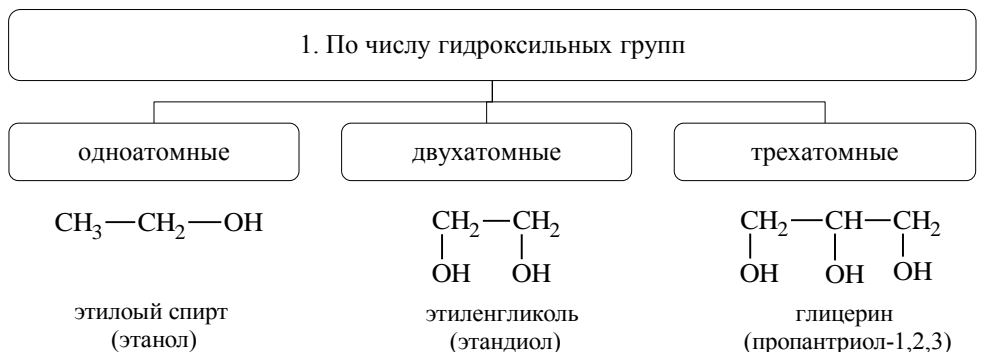 1. По числу гидроксильных групп
одноатомные
двухатомные
трехатомные
CH₃—CH₂—OH
CH₂—CH₂
OH OH
CH₂—CH—CH₂
OH OH OH
этилоый спирт
(этанол)
этиленгликоль
(этандиол)
глицерин
(пропантриол-1,2,3)